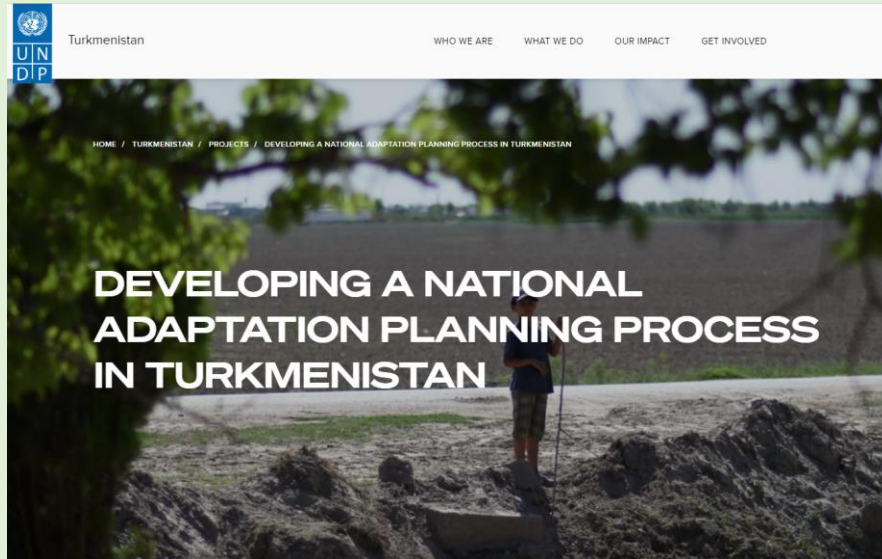 U N
D P
Turkmenistan
WHO WE ARE WHAT WE DO OUR IMPACT GET INVOLVED
HOME / TURKMENISTAN / PROJECTS / DEVELOPING A NATIONAL ADAPTATION PLANNING PROCESS IN TURKMENISTAN
DEVELOPING A NATIONAL
ADAPTATION PLANNING PROCESS
IN TURKMENISTAN